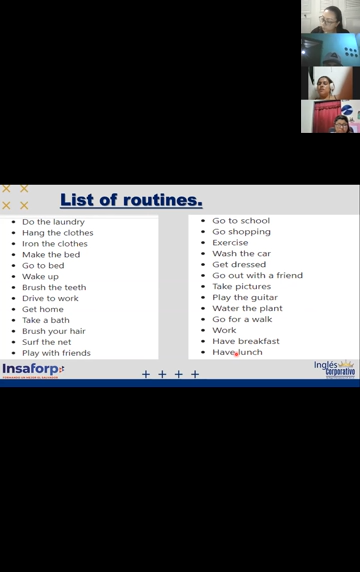 List of routines.
Do the laundry
Hang the clothes
Iron the clothes
Make the bed
Go to bed
Wake up
Brush the teeth
Drive to work
Get home
Take a bath
Brush your hair
Surf the net
Play with friends
Go to school
Go shopping
Exercise
Wash the car
Get dressed
Go out with a friend
Take pictures
Play the guitar
Water the plant
Go for a walk
Work
Have breakfast
Have lunch
Insaforp
Inglés
Corporativo